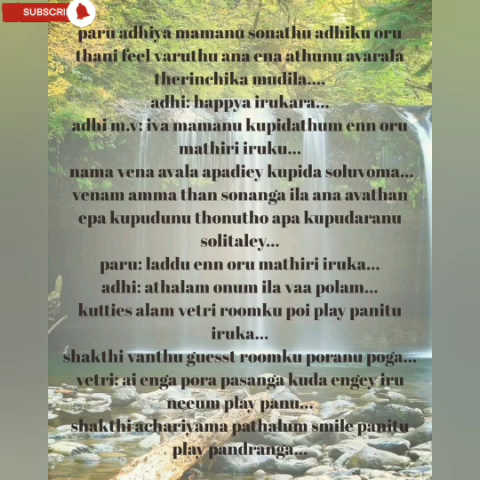 SUBSCRI
paru adhiya mamanu sonathu adhiku oru
thani feel varuthu ana ena athunu avarala
therinchika mudila....
adhi: happya irukara...
adhi m.v: iva mamanu kupidathum enn oru
mathiri iruku...
nama vena avala apadiey kupida soluvoma...
venam amma than sonanga ila ana avathan
epa kupudunu thonutho apa kupudaranu
solitaley...
paru: laddu enn oru mathiri iruka...
adhi: athalam onum ila vaa polam...
kutties alam vetri roomku poi play panitu
iruka...
shakthi vanthu guesst roomku poranu poga...
vetri: ai enga pora pasanga kuda engey iru
neeum play panu...
shakthi achariyama pathalum smile panitu
play pandranga...